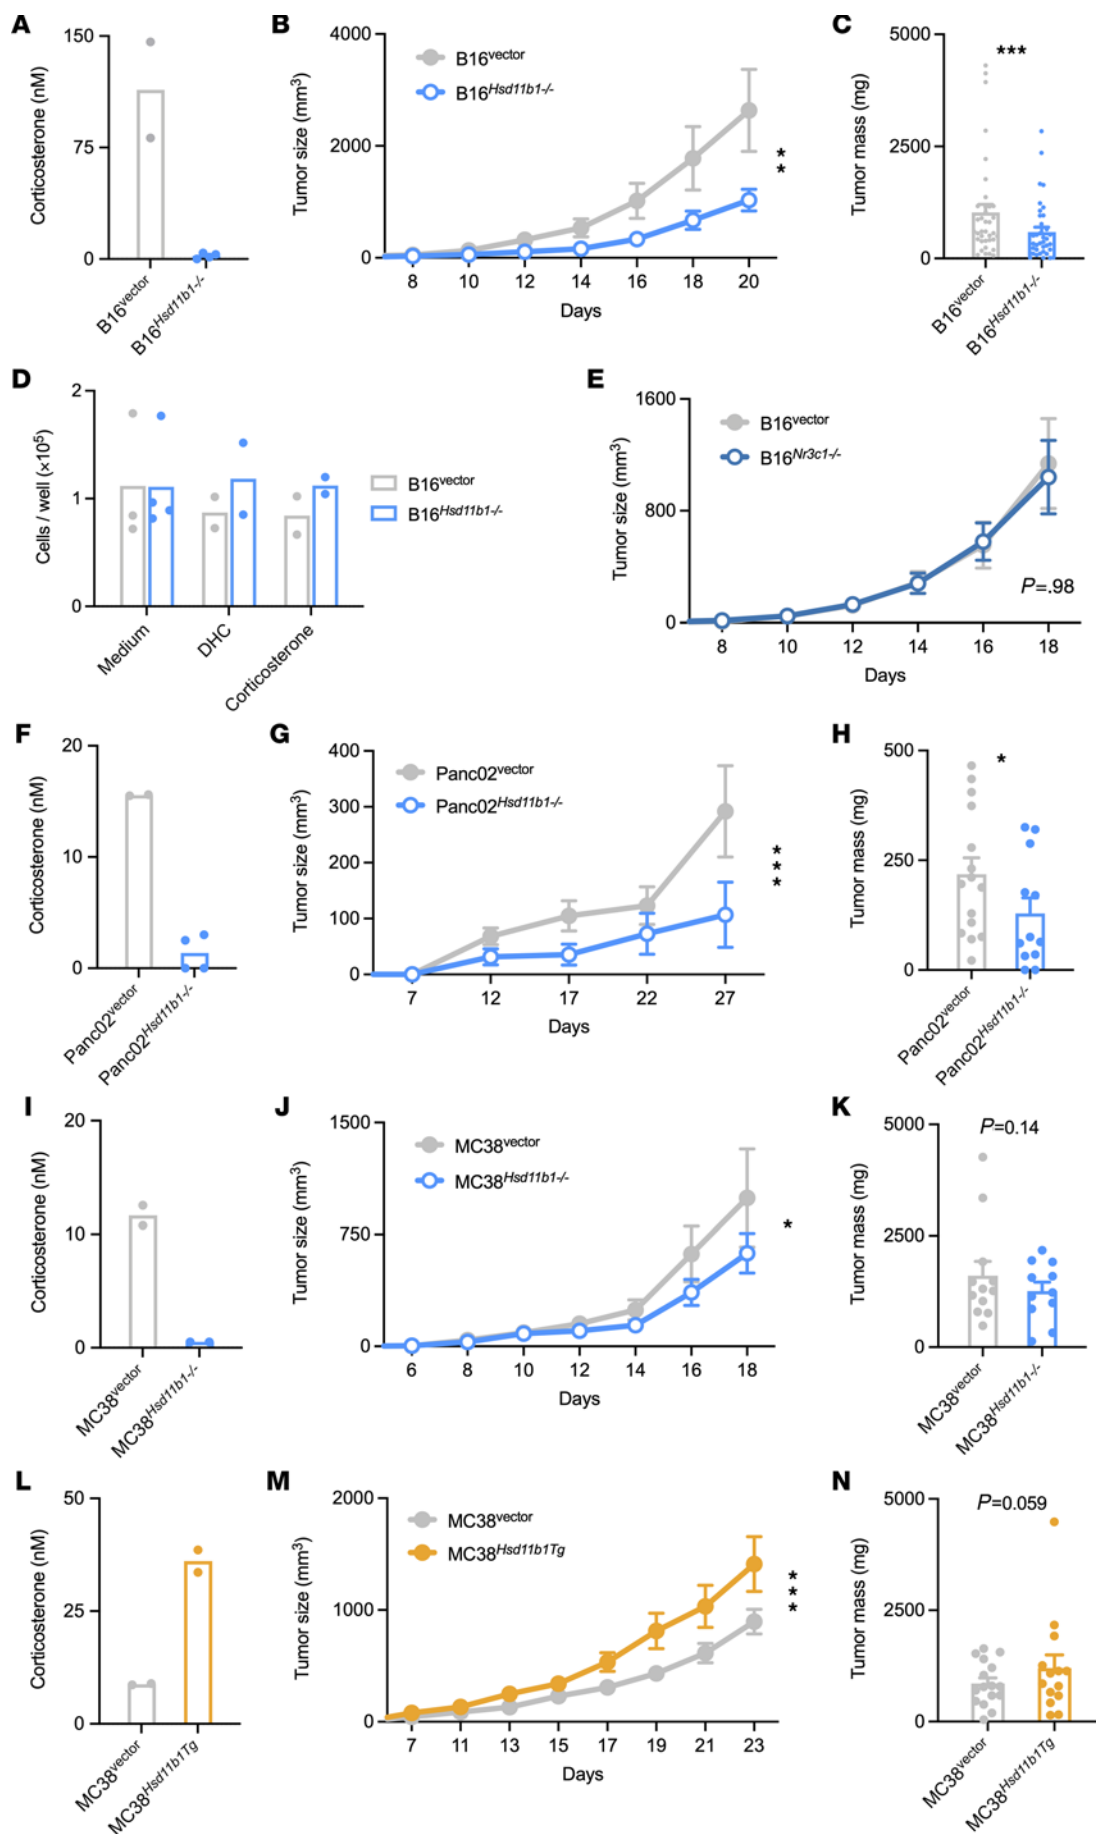 A
Corticosterone (nM)
150
75
0
B16vector
B16Hsd11b1-/-
B
Tumor size (mm3)
4000
2000
0
B16vector
B16Hsd11b1-/-
**
8 10 12 14 16 18 20
Days
C
Tumor mass (mg)
5000
2500
0
***
B16vector
B16Hsd11b1-/-
D
Cells / well (×105)
2
1
0
Medium
DHC
Corticosterone
B16vector
B16Hsd11b1-/-
E
Tumor size (mm3)
1600
800
0
B16vector
B16Nr3c1-/-
P=.98
8 10 12 14 16 18
Days
F
Corticosterone (nM)
20
10
0
Panc02vector
Panc02Hsd11b1-/-
G
Tumor size (mm3)
400
300
200
100
0
Panc02vector
Panc02Hsd11b1-/-
***
7 12 17 22 27
Days
H
Tumor mass (mg)
500
250
0
*
Panc02vector
Panc02Hsd11b1-/-
I
Corticosterone (nM)
20
10
0
MC38vector
MC38Hsd11b1-/-
J
Tumor size (mm3)
1500
750
0
MC38vector
MC38Hsd11b1-/-
*
6 8 10 12 14 16 18
Days
K
Tumor mass (mg)
5000
2500
0
P=0.14
MC38vector
MC38Hsd11b1-/-
L
Corticosterone (nM)
50
25
0
MC38vector
MC38Hsd11b1Tg
M
Tumor size (mm3)
2000
1000
0
MC38vector
MC38Hsd11b1Tg
***
7 11 13 15 17 19 21 23
Days
N
Tumor mass (mg)
5000
2500
0
P=0.059
MC38vector
MC38Hsd11b1Tg